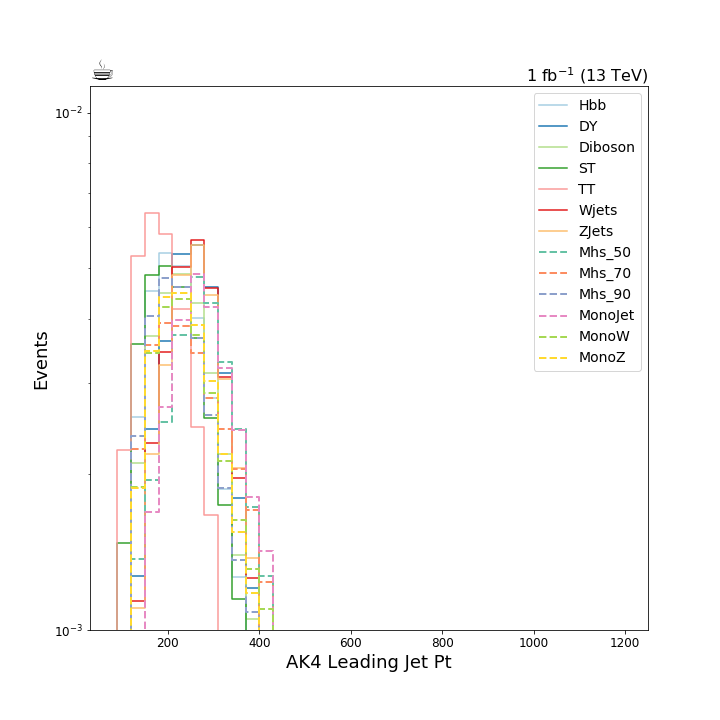 1 fb⁻¹ (13 TeV)
10⁻²
10⁻³
Events
Hbb
DY
Diboson
ST
TT
Wjets
ZJets
Mhs_50
Mhs_70
Mhs_90
MonoJet
MonoW
MonoZ
200 400 600 800 1000 1200
AK4 Leading Jet Pt